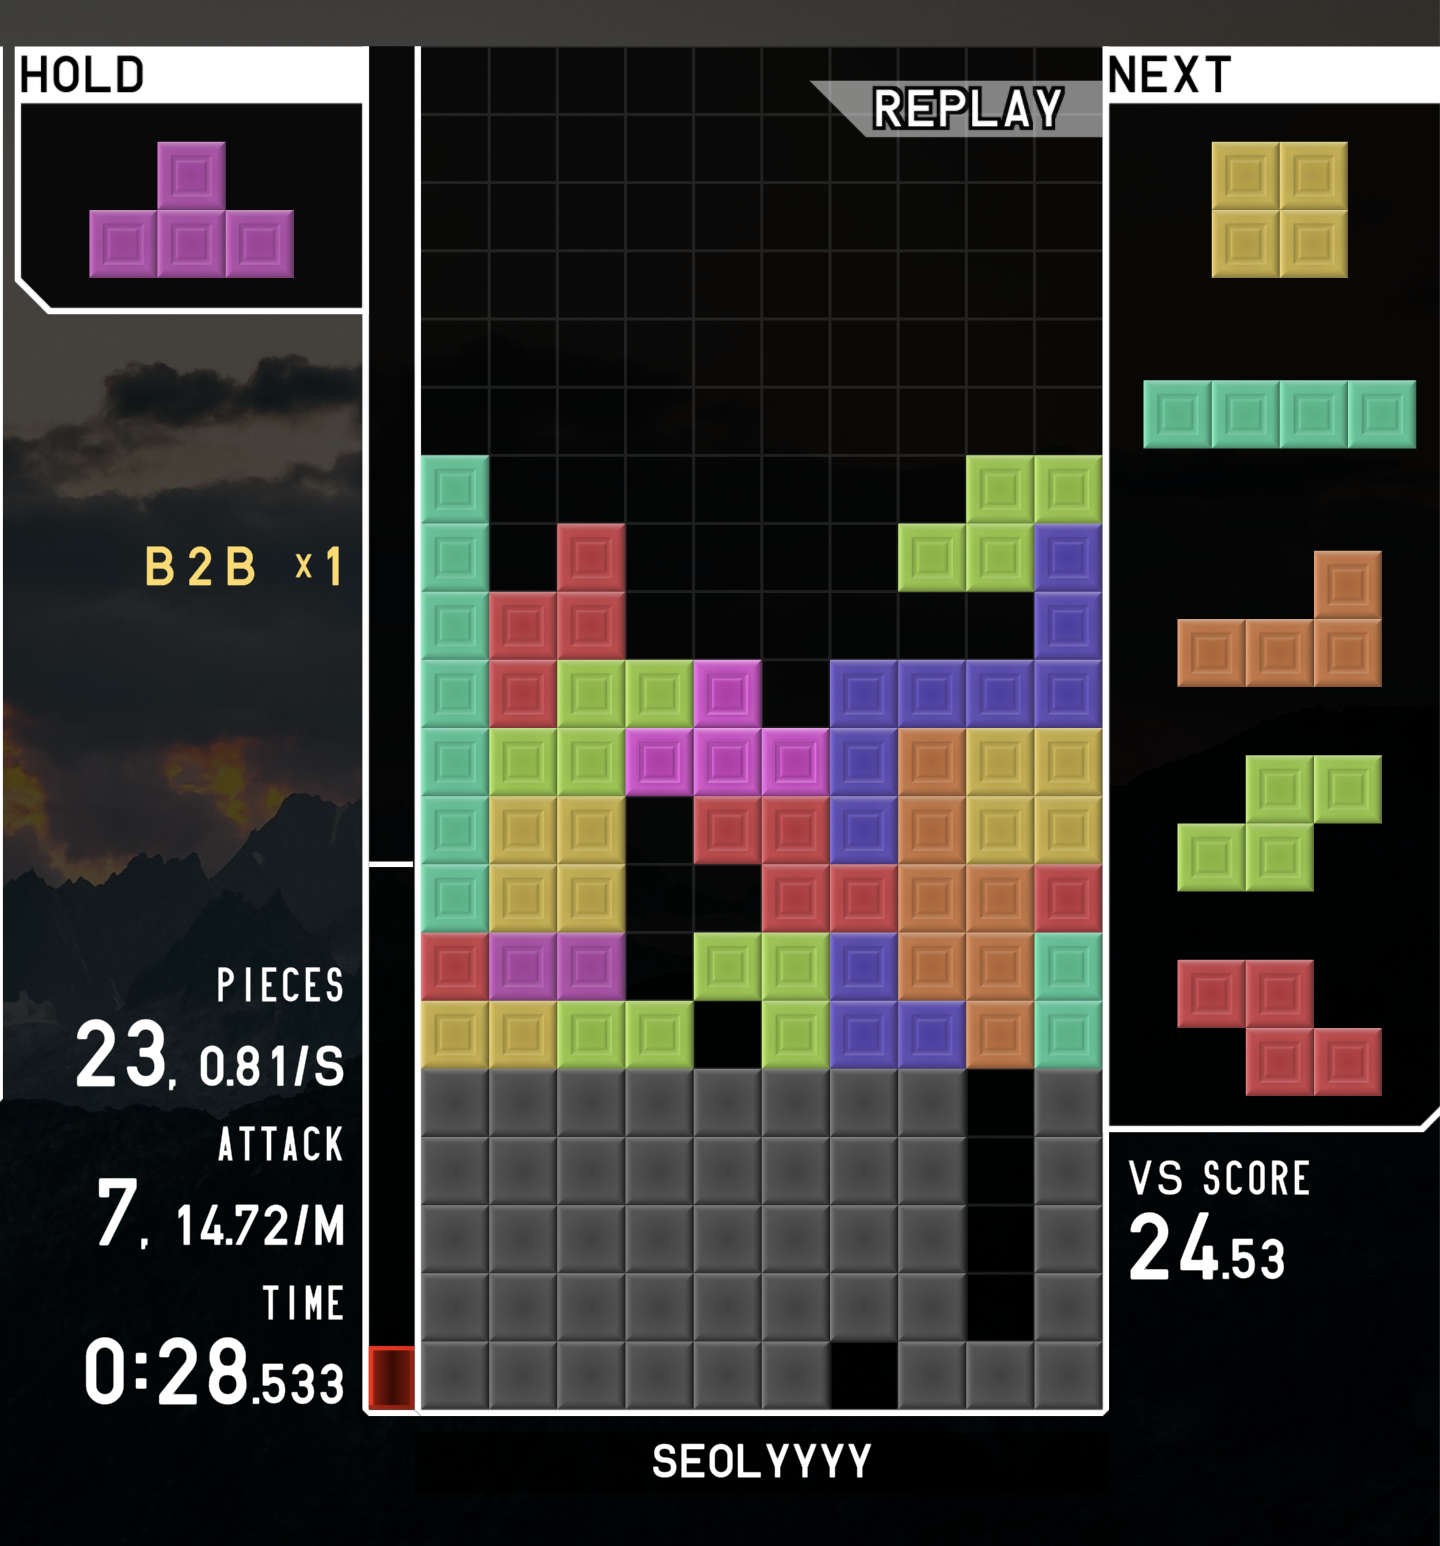 HOLD
REPLAY
NEXT
B2B x1
PIECES
23, 0.81/S
ATTACK
7, 14.72/M
TIME
0:28.533
VS SCORE
24.53
SEOLYYYY